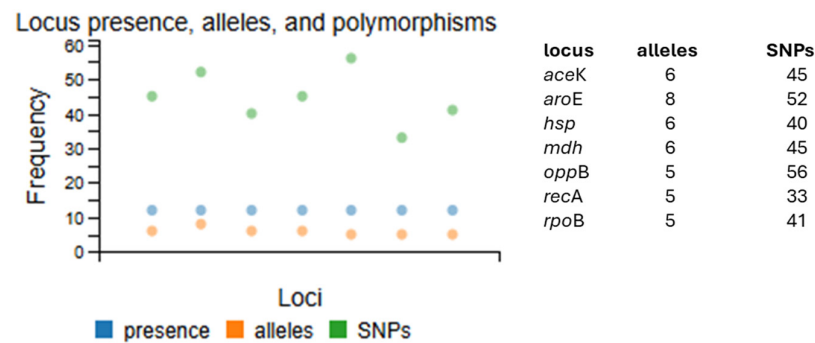 Locus presence, alleles, and polymorphisms
60
50
40
30
20
10
0
Frequency
Loci
presence alleles SNPs
locus alleles SNPs
aceK 6 45
aroE 8 52
hsp 6 40
mdh 6 45
oppB 5 56
recA 5 33
rpoB 5 41